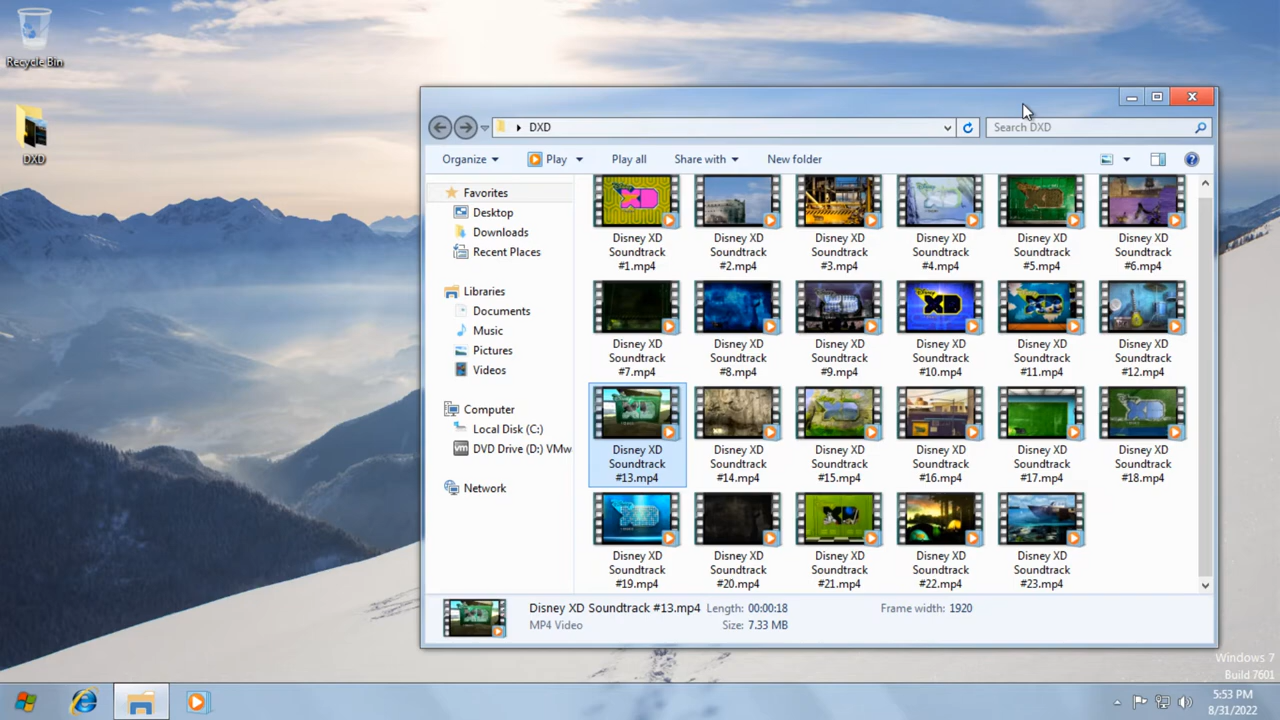 Recycle Bin
DXD
DXD
Search DXD
Organize
Play
Play all
Share with
New folder
Favorites
Desktop
Downloads
Recent Places
Libraries
Documents
Music
Pictures
Videos
Computer
Local Disk (C:)
DVD Drive (D:) VMw
Network
Disney XD
Soundtrack
#1.mp4
Disney XD
Soundtrack
#2.mp4
Disney XD
Soundtrack
#3.mp4
Disney XD
Soundtrack
#4.mp4
Disney XD
Soundtrack
#5.mp4
Disney XD
Soundtrack
#6.mp4
Disney XD
Soundtrack
#7.mp4
Disney XD
Soundtrack
#8.mp4
Disney XD
Soundtrack
#9.mp4
Disney XD
Soundtrack
#10.mp4
Disney XD
Soundtrack
#11.mp4
Disney XD
Soundtrack
#12.mp4
Disney XD
Soundtrack
#13.mp4
Disney XD
Soundtrack
#14.mp4
Disney XD
Soundtrack
#15.mp4
Disney XD
Soundtrack
#16.mp4
Disney XD
Soundtrack
#17.mp4
Disney XD
Soundtrack
#18.mp4
Disney XD
Soundtrack
#19.mp4
Disney XD
Soundtrack
#20.mp4
Disney XD
Soundtrack
#21.mp4
Disney XD
Soundtrack
#22.mp4
Disney XD
Soundtrack
#23.mp4
Disney XD Soundtrack #13.mp4 Length: 00:00:18 Frame width: 1920
MP4 Video Size: 7.33 MB
Windows 7
Build 7601
5:53 PM
8/31/2022